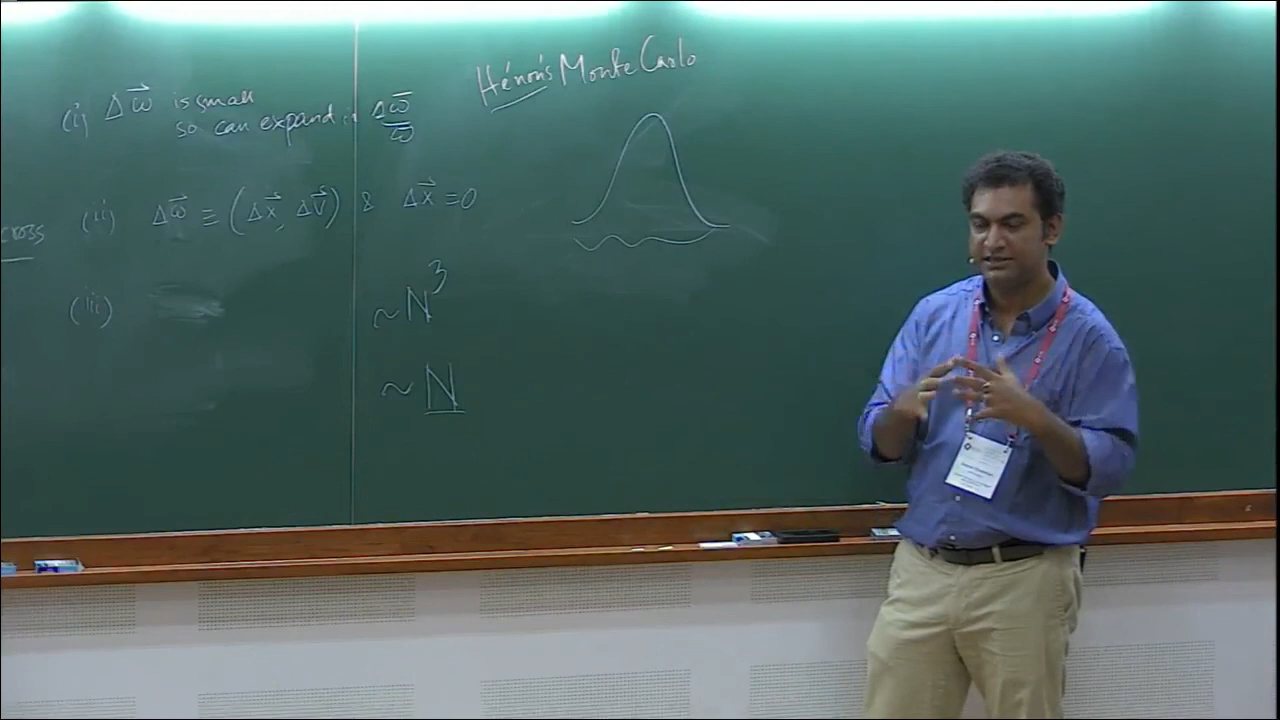 Hénon's Monte Carlo
(i) Δw⃗ is small
so can expand in Δw⃗/w⃗
cross (ii) Δw⃗ ≡ (Δx⃗, Δv⃗) & Δx⃗ = 0
(iii) ~N³
~N